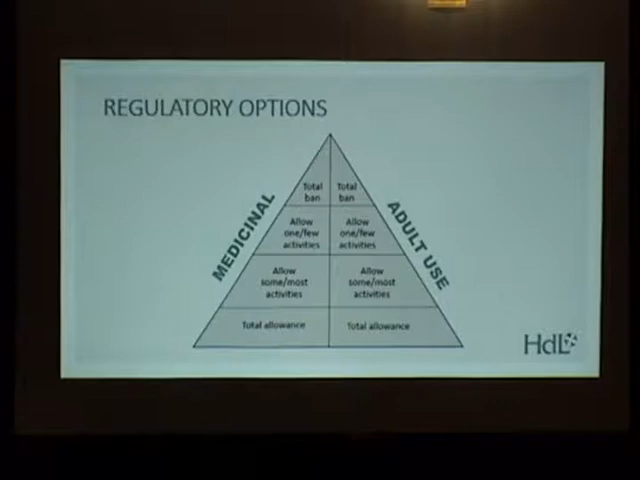 REGULATORY OPTIONS
MEDICINAL
ADULT USE
Total
ban
Total
ban
Allow
one/few
activities
Allow
one/few
activities
Allow
some/most
activities
Allow
some/most
activities
Total allowance
Total allowance
HdL